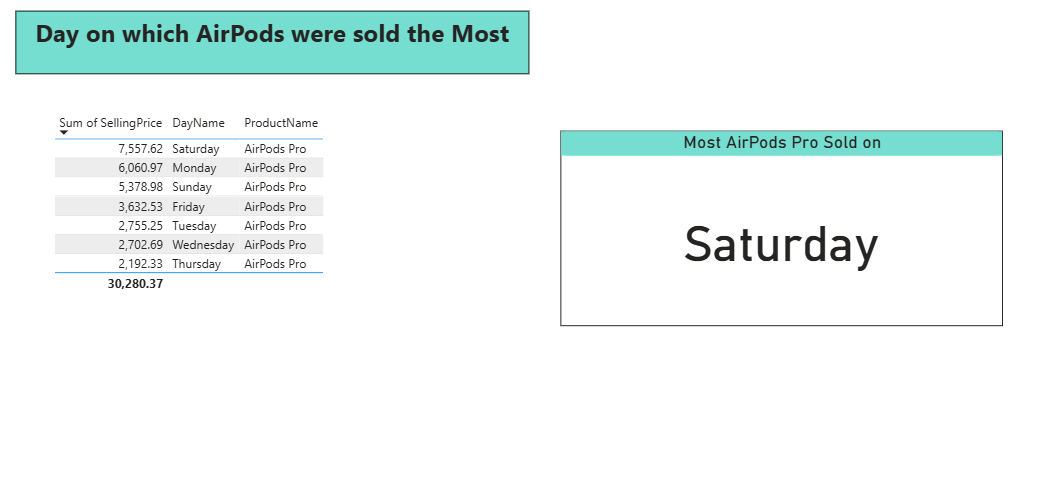 Day on which AirPods were sold the Most
Sum of SellingPrice DayName ProductName
7,557.62 Saturday AirPods Pro
6,060.97 Monday AirPods Pro
5,378.98 Sunday AirPods Pro
3,632.53 Friday AirPods Pro
2,755.25 Tuesday AirPods Pro
2,702.69 Wednesday AirPods Pro
2,192.33 Thursday AirPods Pro
30,280.37
Most AirPods Pro Sold on
Saturday